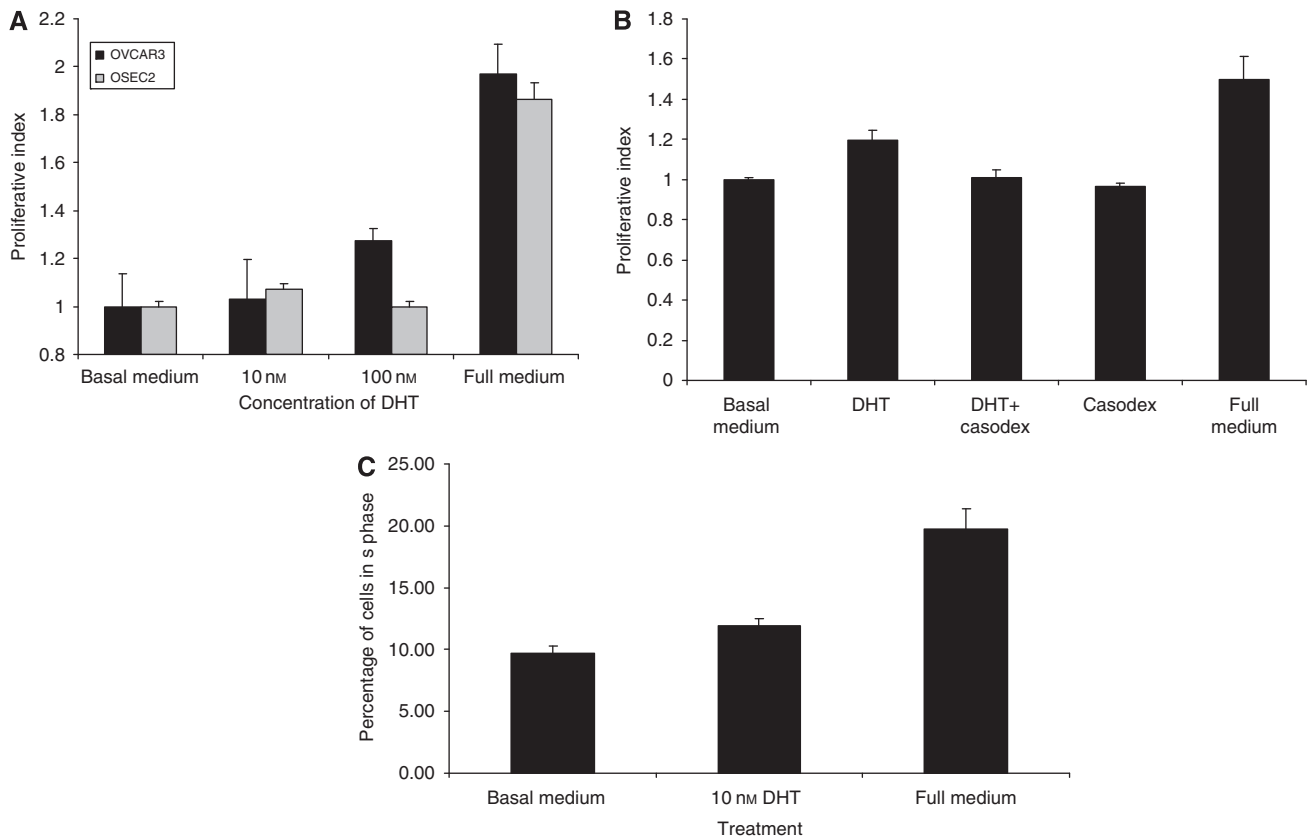 A
2.2
2
1.8
1.6
1.4
1.2
1
0.8
Proliferative index
OVCAR3
OSEC2
Basal medium
10 nM
100 nM
Full medium
Concentration of DHT
B
1.8
1.6
1.4
1.2
1
0.8
0.6
0.4
0.2
0
Proliferative index
Basal
medium
DHT
DHT+
casodex
Casodex
Full
medium
C
25.00
20.00
15.00
10.00
5.00
0.00
Percentage of cells in s phase
Basal medium
10 nM DHT
Full medium
Treatment